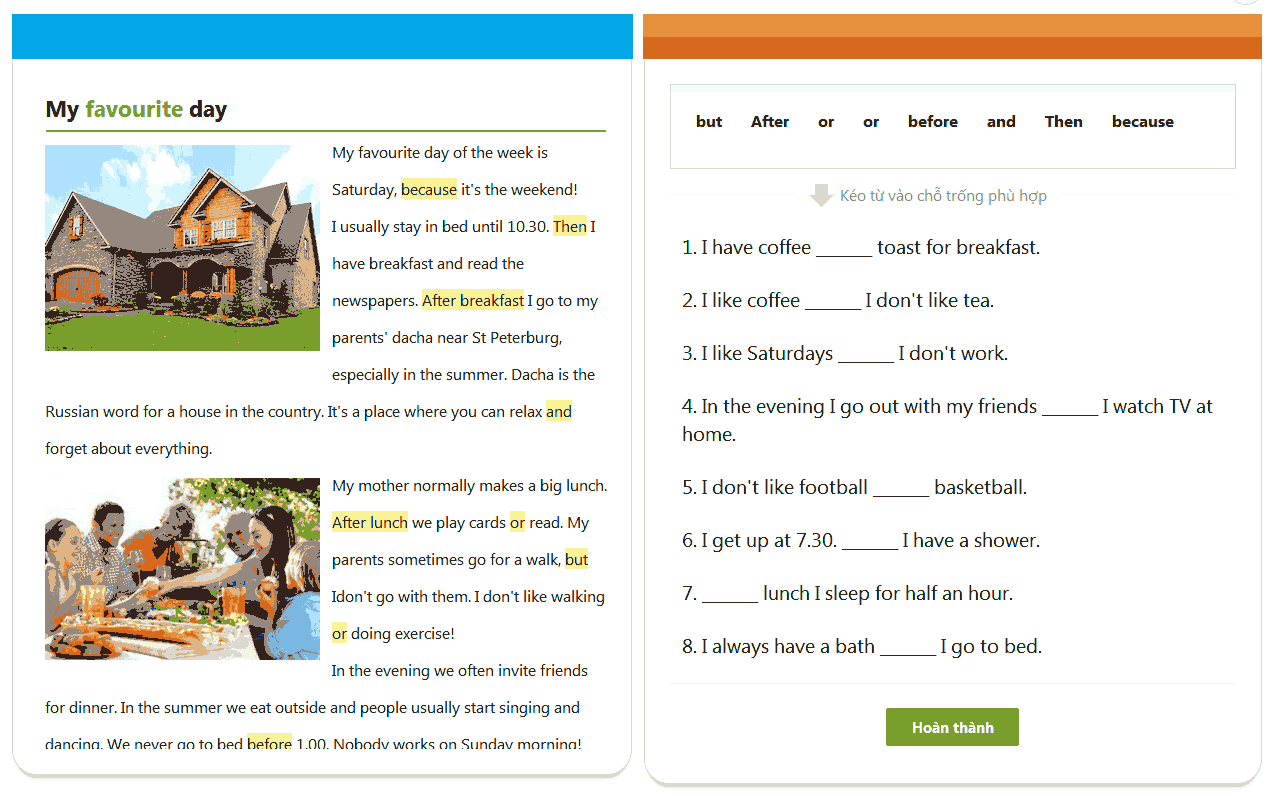 My favourite day
My favourite day of the week is
Saturday, because it's the weekend!
I usually stay in bed until 10.30. Then I
have breakfast and read the
newspapers. After breakfast I go to my
parents' dacha near St Peterburg,
especially in the summer. Dacha is the
Russian word for a house in the country. It's a place where you can relax and
forget about everything.
My mother normally makes a big lunch.
After lunch we play cards or read. My
parents sometimes go for a walk, but
Idon't go with them. I don't like walking
or doing exercise!
In the evening we often invite friends
for dinner. In the summer we eat outside and people usually start singing and
dancing. We never go to bed before 1.00. Nobody works on Sunday morning!
but After or or before and Then because
Kéo từ vào chỗ trống phù hợp
1. I have coffee ______ toast for breakfast.
2. I like coffee ______ I don't like tea.
3. I like Saturdays ______ I don't work.
4. In the evening I go out with my friends ______ I watch TV at
home.
5. I don't like football ______ basketball.
6. I get up at 7.30. ______ I have a shower.
7. ______ lunch I sleep for half an hour.
8. I always have a bath ______ I go to bed.
Hoàn thành